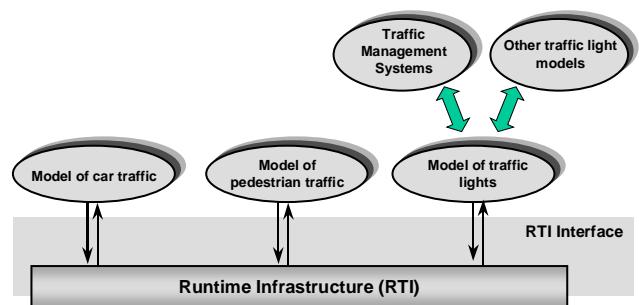 Traffic
Management
Systems
Other traffic light
models
Model of car traffic
Model of
pedestrian traffic
Model of traffic
lights
RTI Interface
Runtime Infrastructure (RTI)